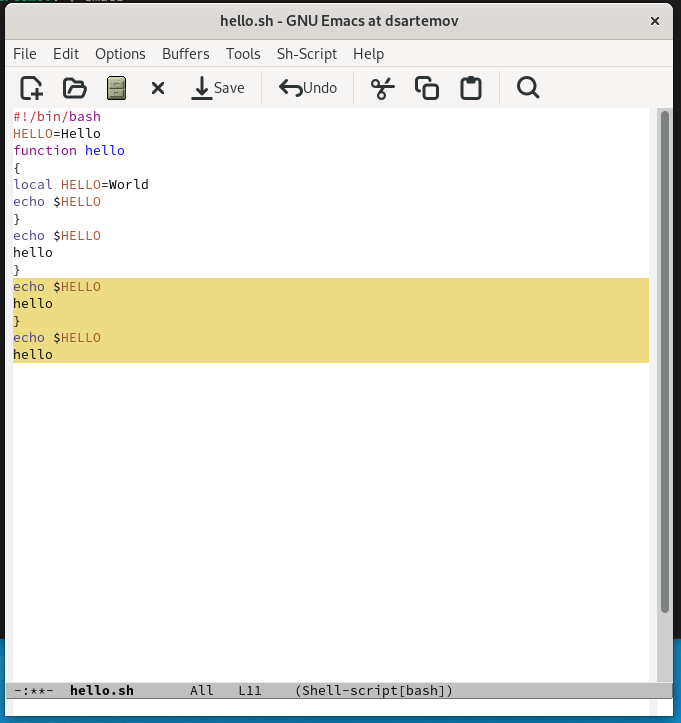 hello.sh - GNU Emacs at dsartemov
File Edit Options Buffers Tools Sh-Script Help
Save Undo
#!/bin/bash
HELLO=Hello
function hello
{
local HELLO=World
echo $HELLO
}
echo $HELLO
hello
}
echo $HELLO
hello
}
echo $HELLO
hello
-:**- hello.sh All L11 (Shell-script[bash])